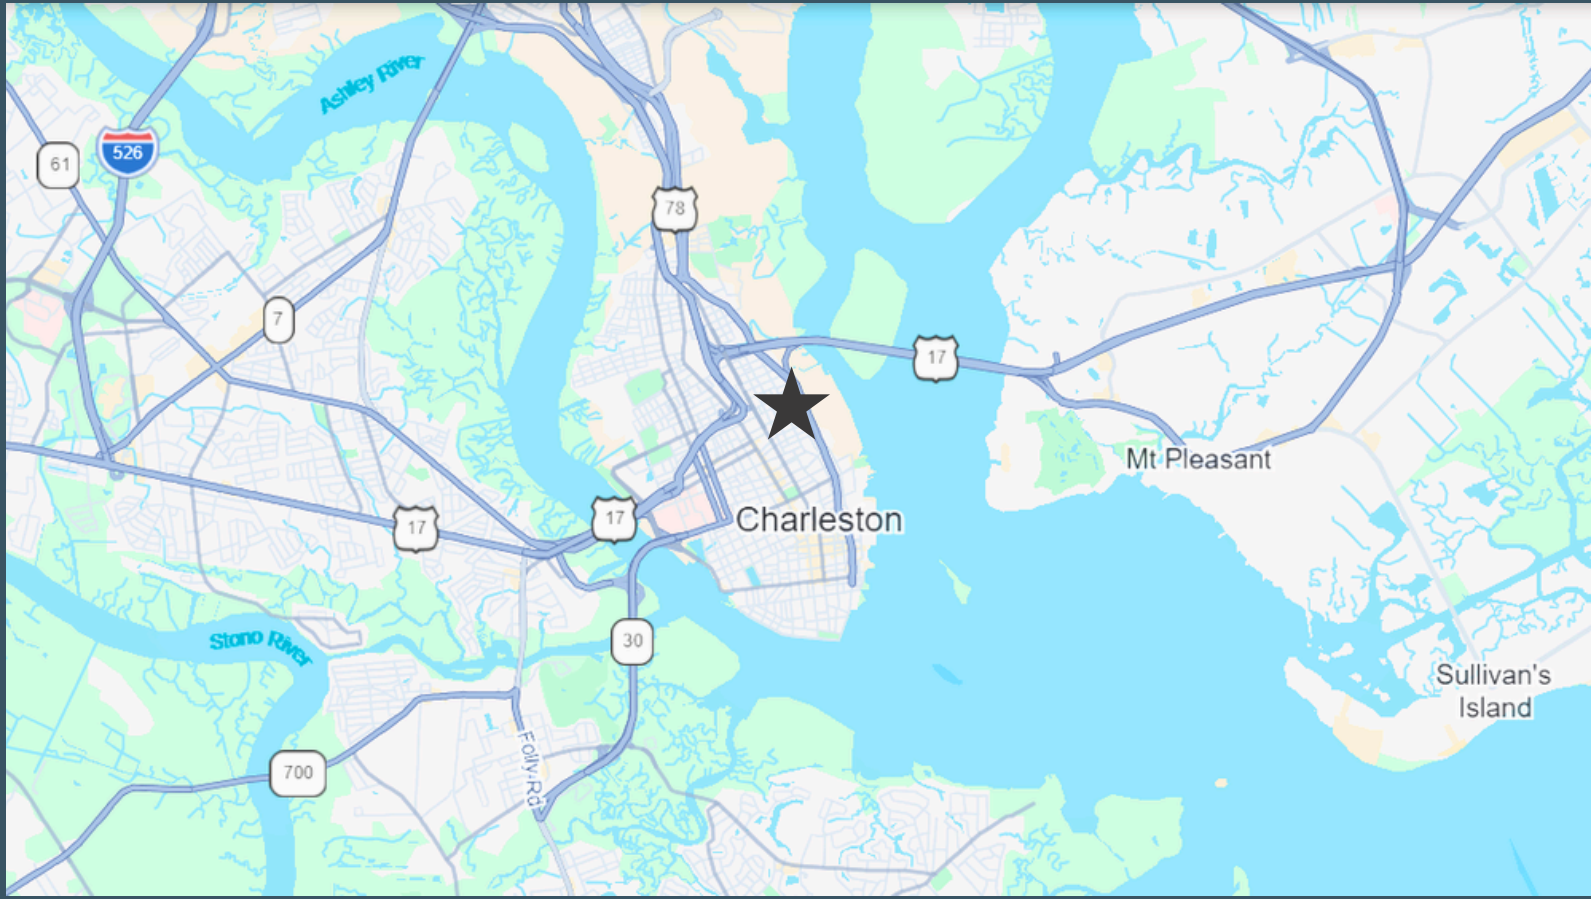 Ashley River
61
526
78
7
17
Mt Pleasant
17
17
Charleston
30
Stono River
Sullivan's
Island
Folly Rd
700